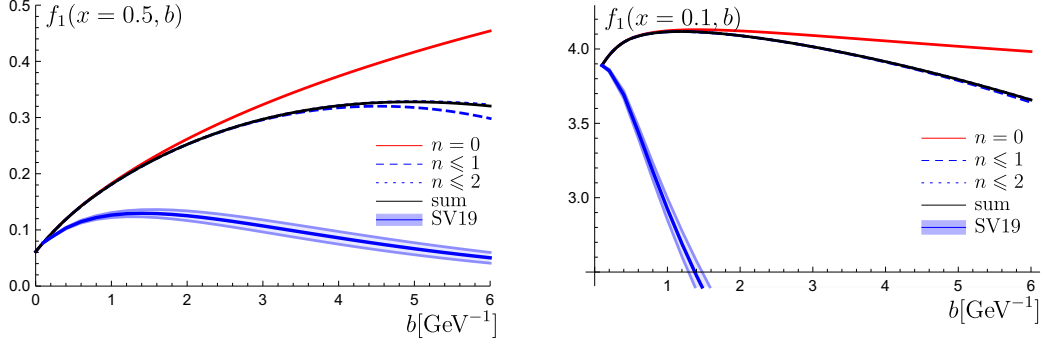 f₁(x = 0.5, b)
0.5
0.4
0.3
0.2
0.1
0.0
0 1 2 3 4 5 6
b[GeV⁻¹]
n = 0
n ⩽ 1
n ⩽ 2
sum
SV19
f₁(x = 0.1, b)
4.0
3.5
3.0
1 2 3 4 5 6
b[GeV⁻¹]
n = 0
n ⩽ 1
n ⩽ 2
sum
SV19